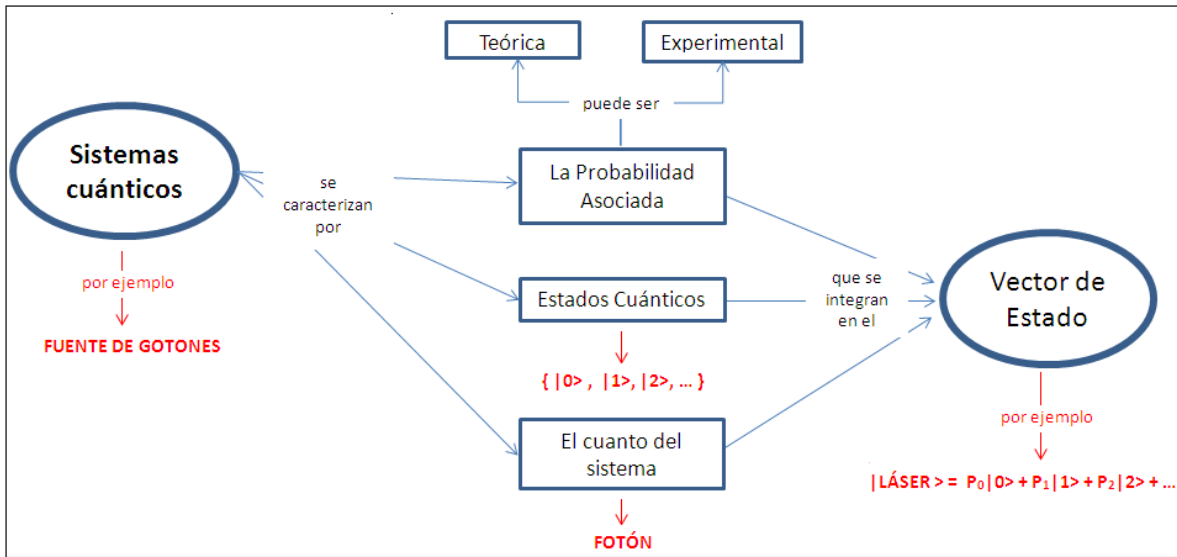 Teórica
Experimental
puede ser
Sistemas
cuánticos
se
caracterizan
por
La Probabilidad
Asociada
por ejemplo
FUENTE DE GOTONES
Estados Cuánticos
{ |0> , |1>, |2>, ... }
que se
integran
en el
Vector de
Estado
El cuanto del
sistema
FOTÓN
por ejemplo
|LÁSER > = P₀|0> + P₁|1> + P₂|2> + ...